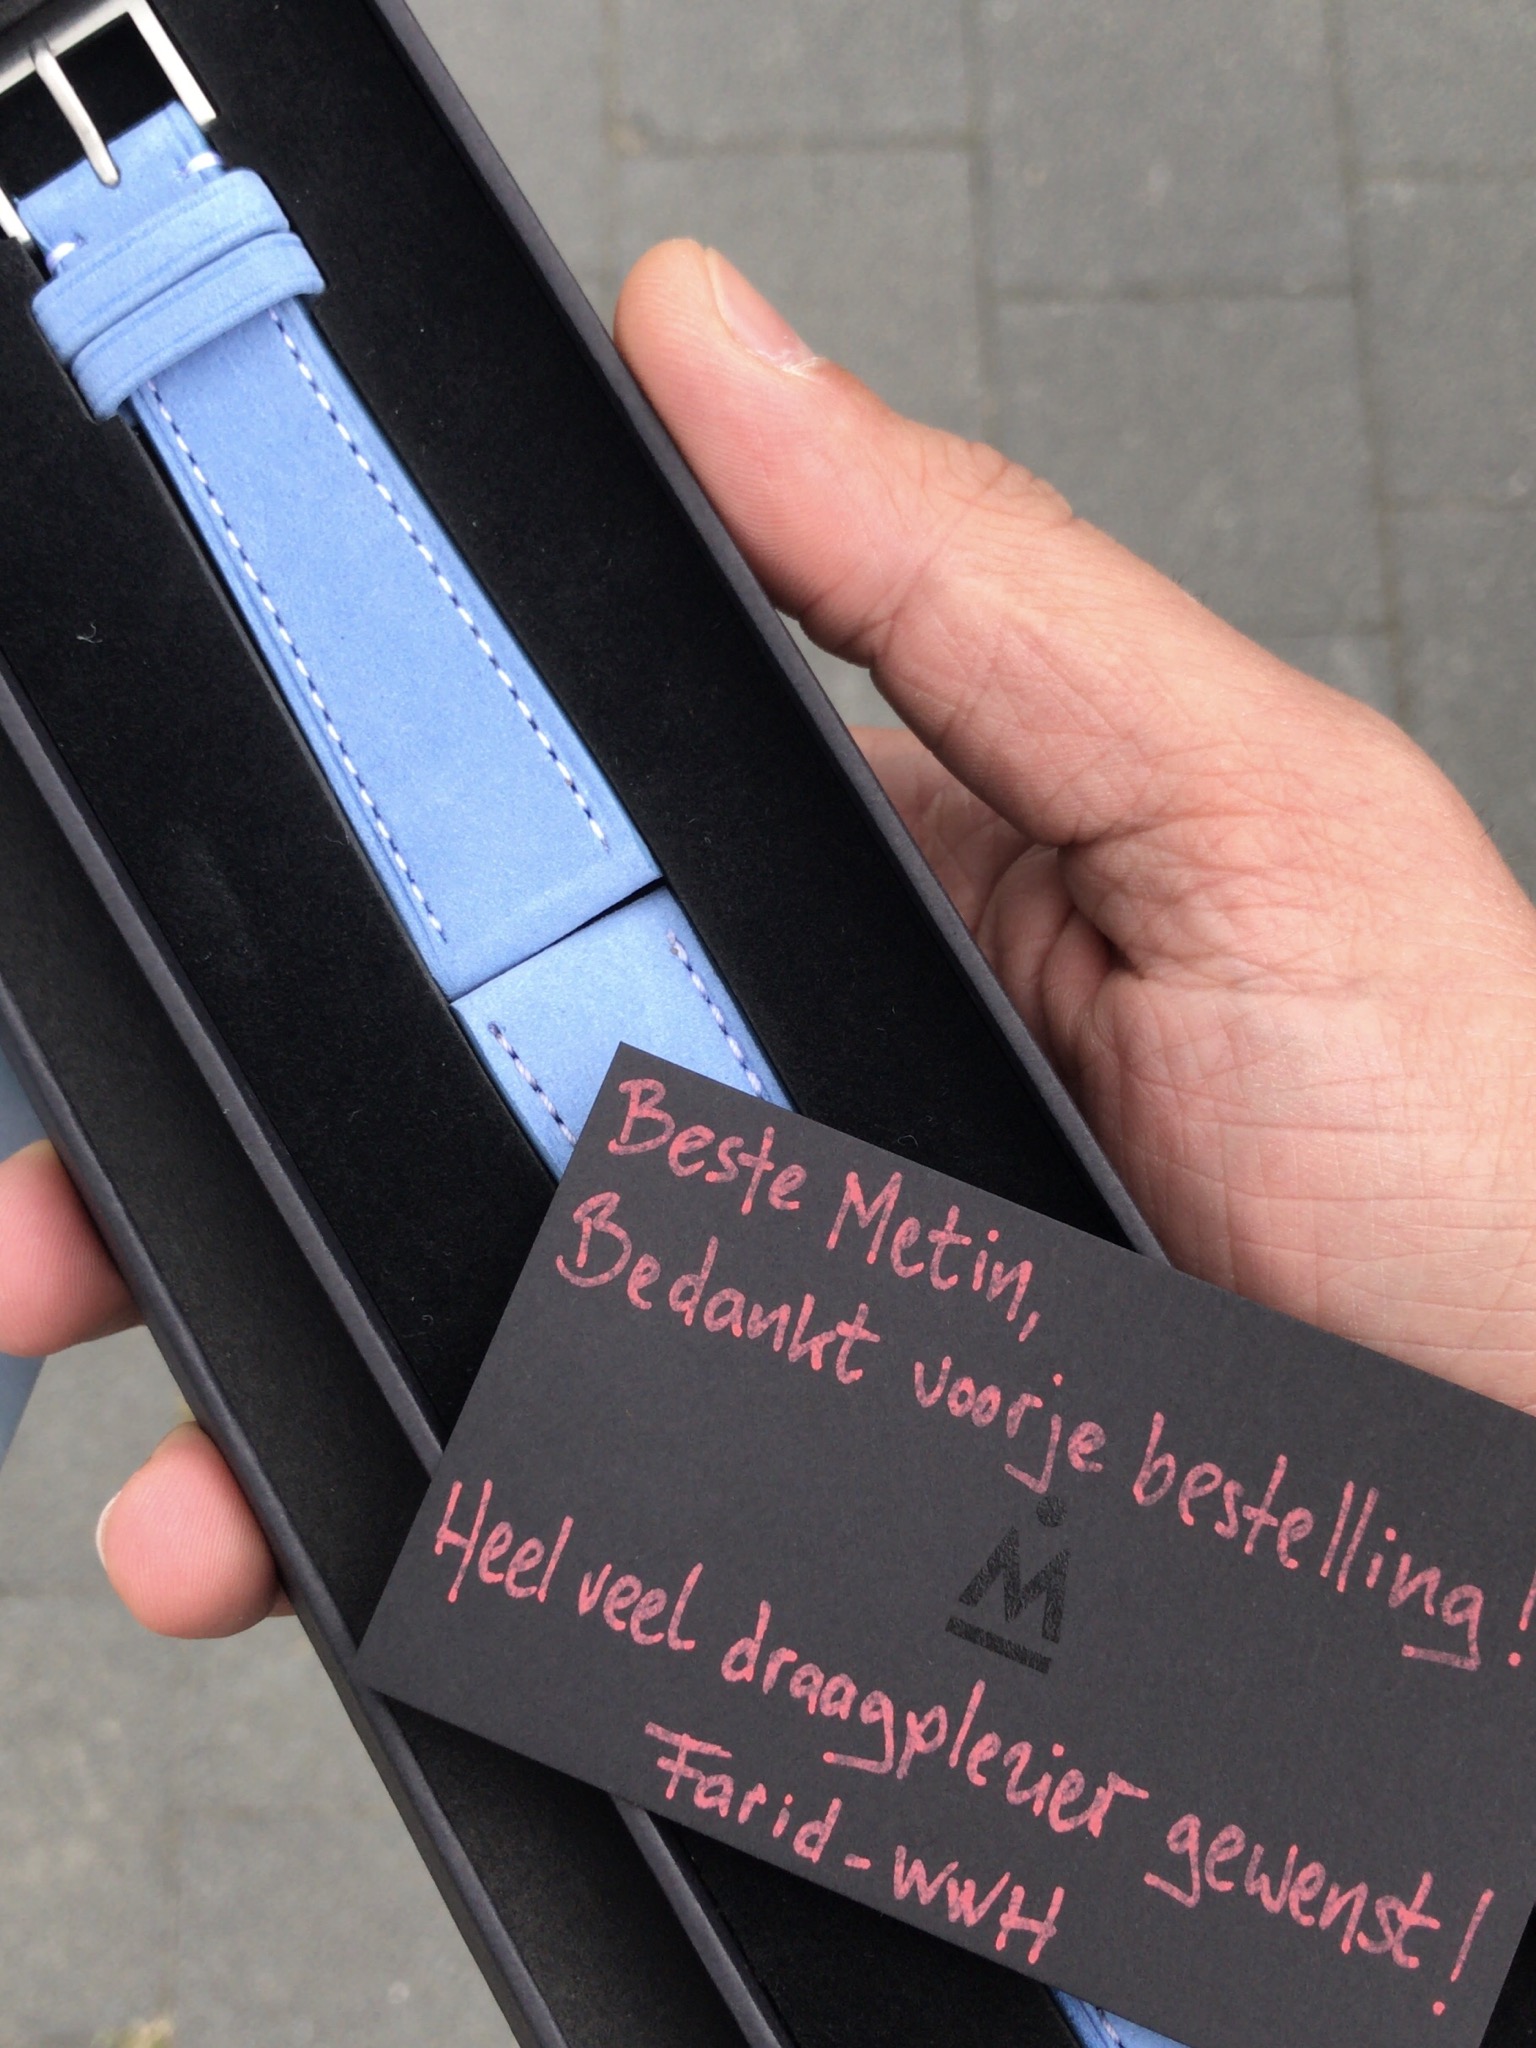 Beste Metin,
Bedankt voor je bestelling!
Heel veel draagplezier gewenst!
Farid - WWH